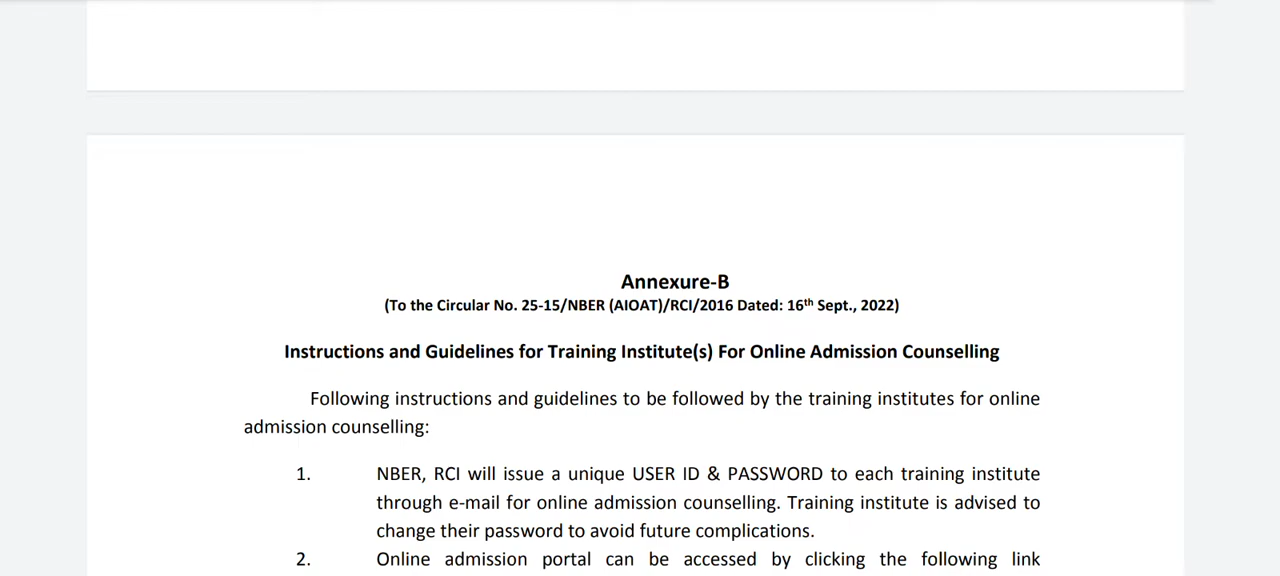 Annexure-B
(To the Circular No. 25-15/NBER (AIOAT)/RCI/2016 Dated: 16th Sept., 2022)
Instructions and Guidelines for Training Institute(s) For Online Admission Counselling
Following instructions and guidelines to be followed by the training institutes for online
admission counselling:
1. NBER, RCI will issue a unique USER ID & PASSWORD to each training institute
through e-mail for online admission counselling. Training institute is advised to
change their password to avoid future complications.
2. Online admission portal can be accessed by clicking the following link